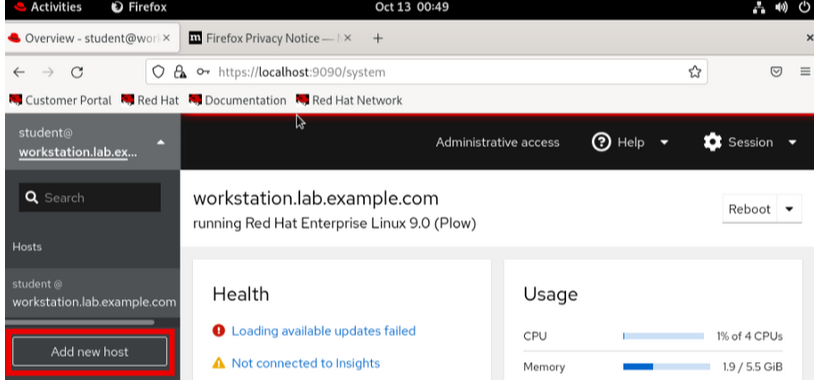 Activities Firefox Oct 13 00:49
Overview - student@wor × Firefox Privacy Notice — × + ×
https://localhost:9090/system
Customer Portal Red Hat Documentation Red Hat Network
student@
workstation.lab.ex...
Administrative access Help Session
Search
workstation.lab.example.com
running Red Hat Enterprise Linux 9.0 (Plow)
Reboot
Hosts
student @
workstation.lab.example.com
Add new host
Health
Loading available updates failed
Not connected to Insights
Usage
CPU 1% of 4 CPUs
Memory 1.9 / 5.5 GiB